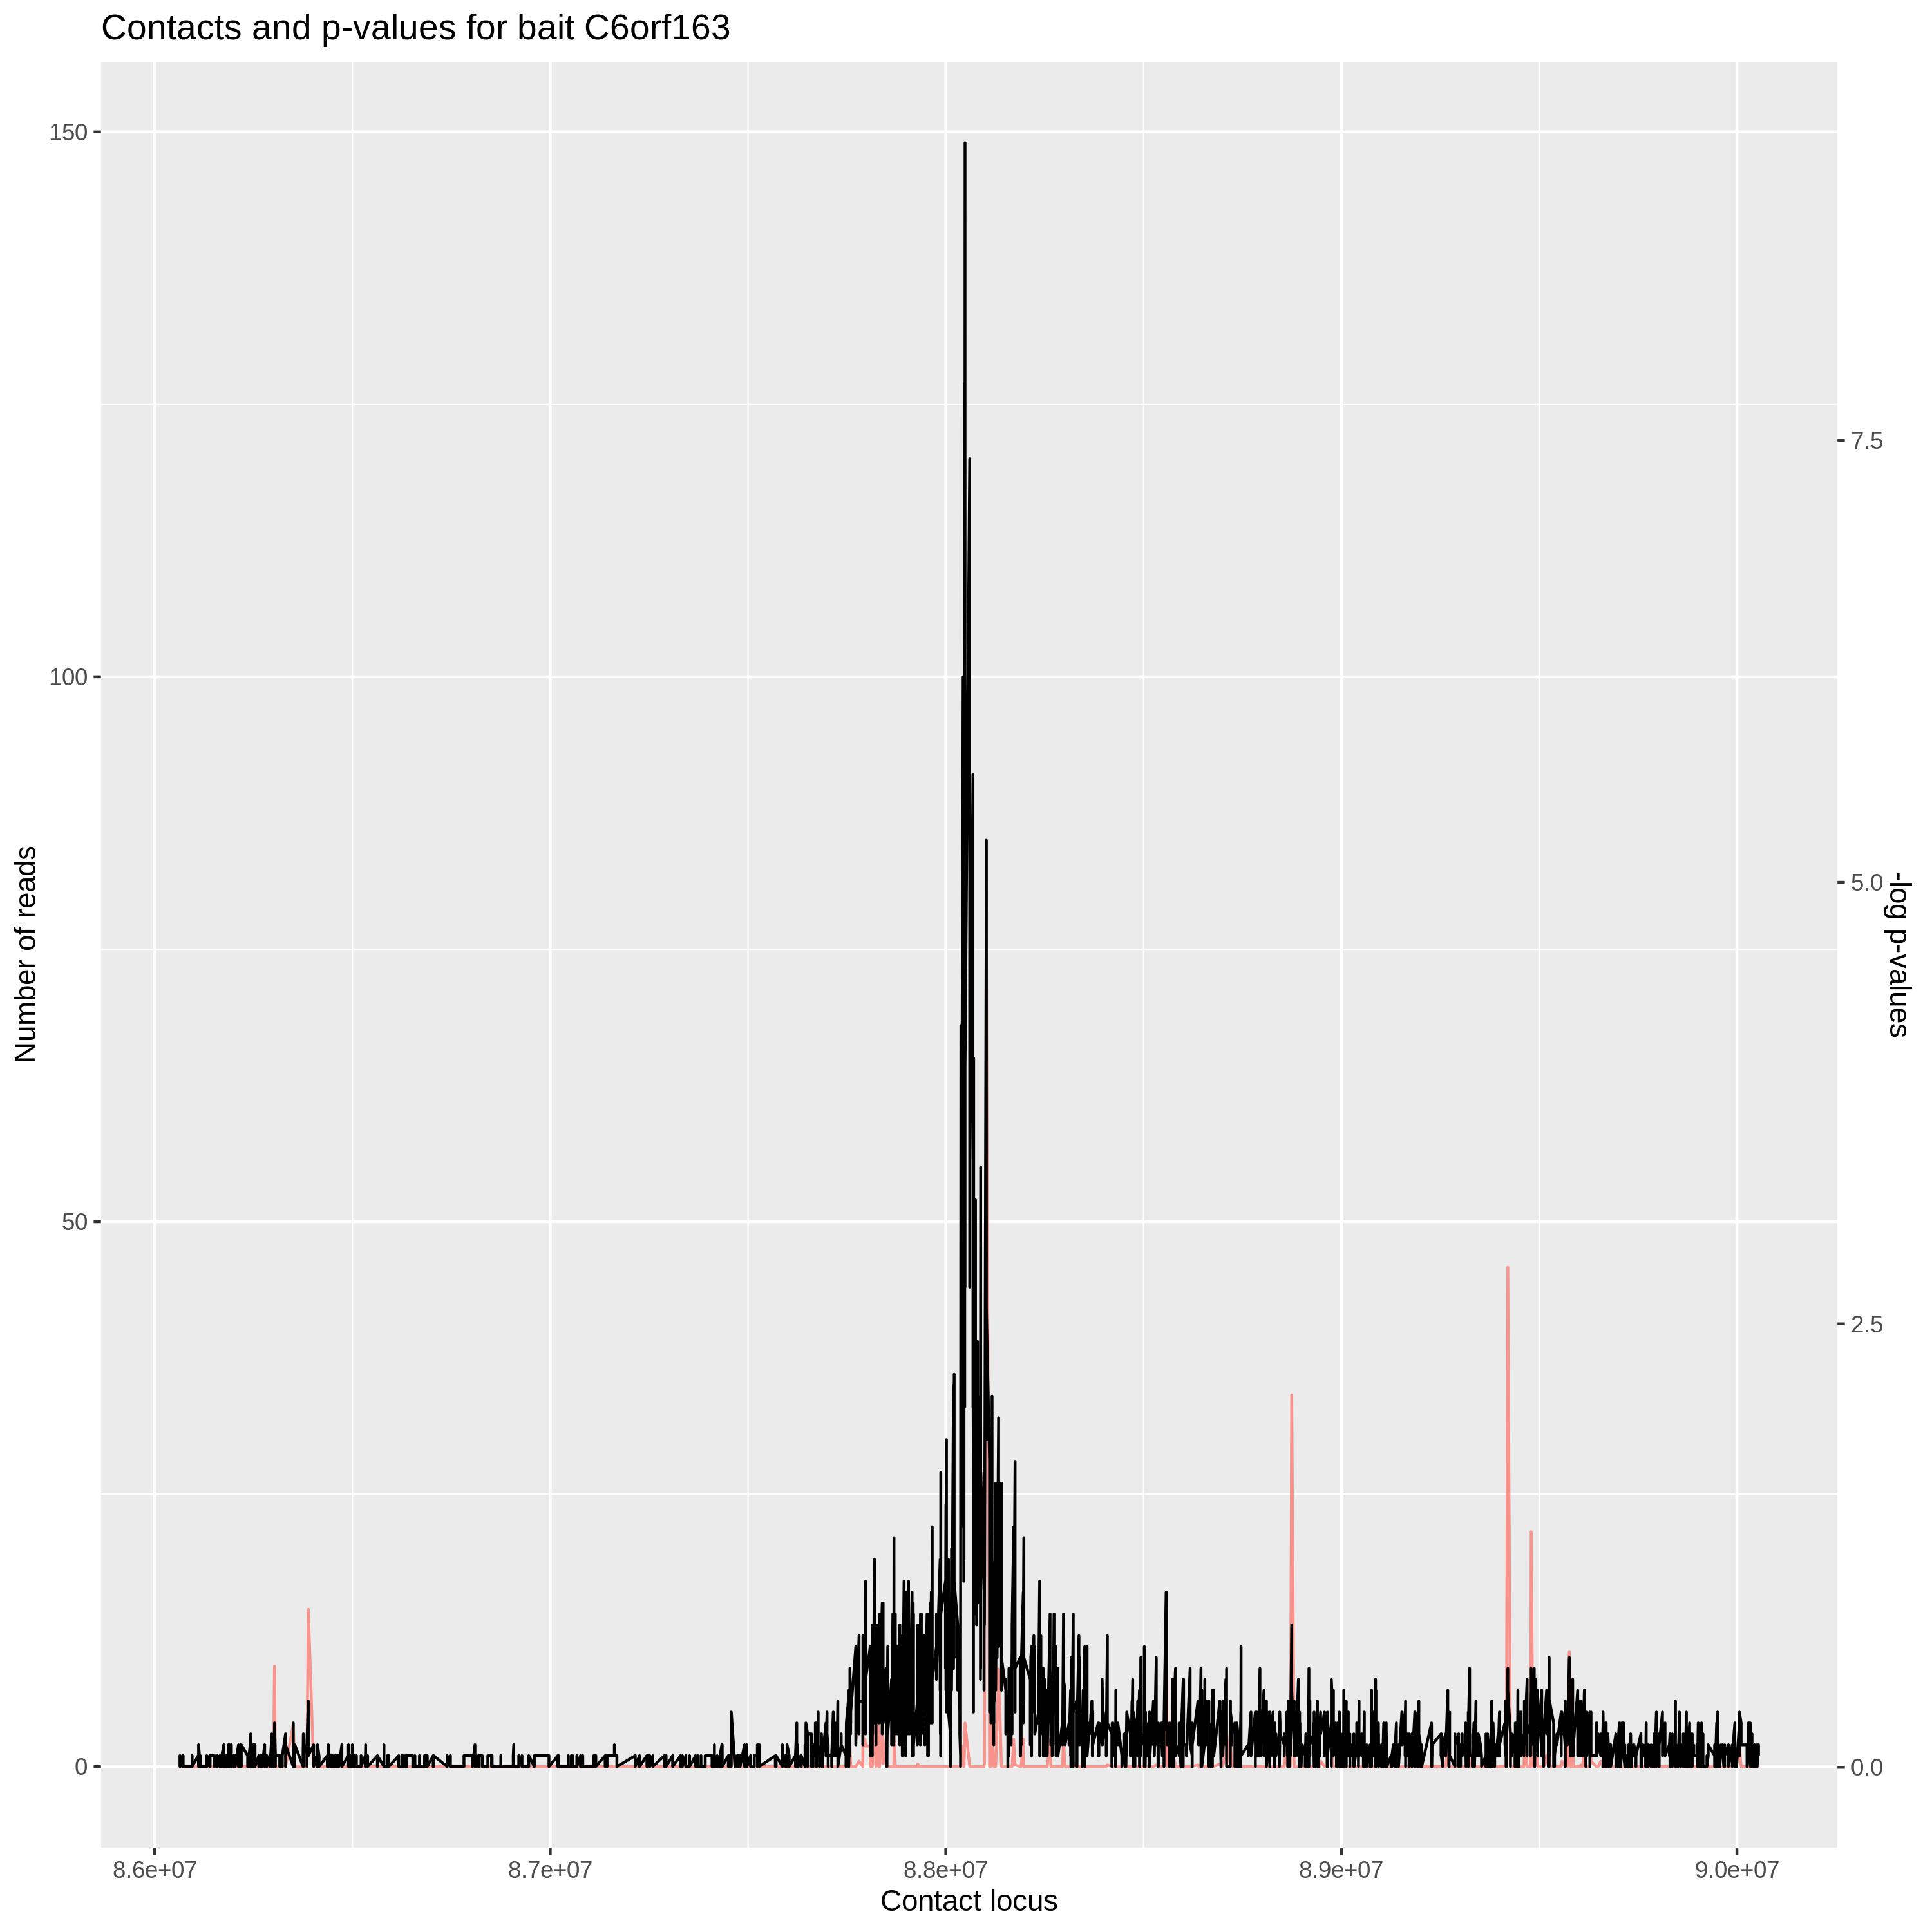 Contacts and p-values for bait C6orf163
150
100
50
0
Number of reads
7.5
5.0
2.5
0.0
-log p-values
8.6e+07 8.7e+07 8.8e+07 8.9e+07 9.0e+07
Contact locus